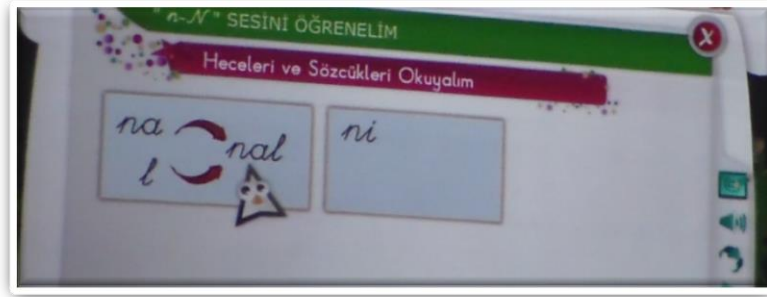 "n-N" SESİNİ ÖĞRENELİM
X
Heceleri ve Sözcükleri Okuyalım
na
nal
l
ni